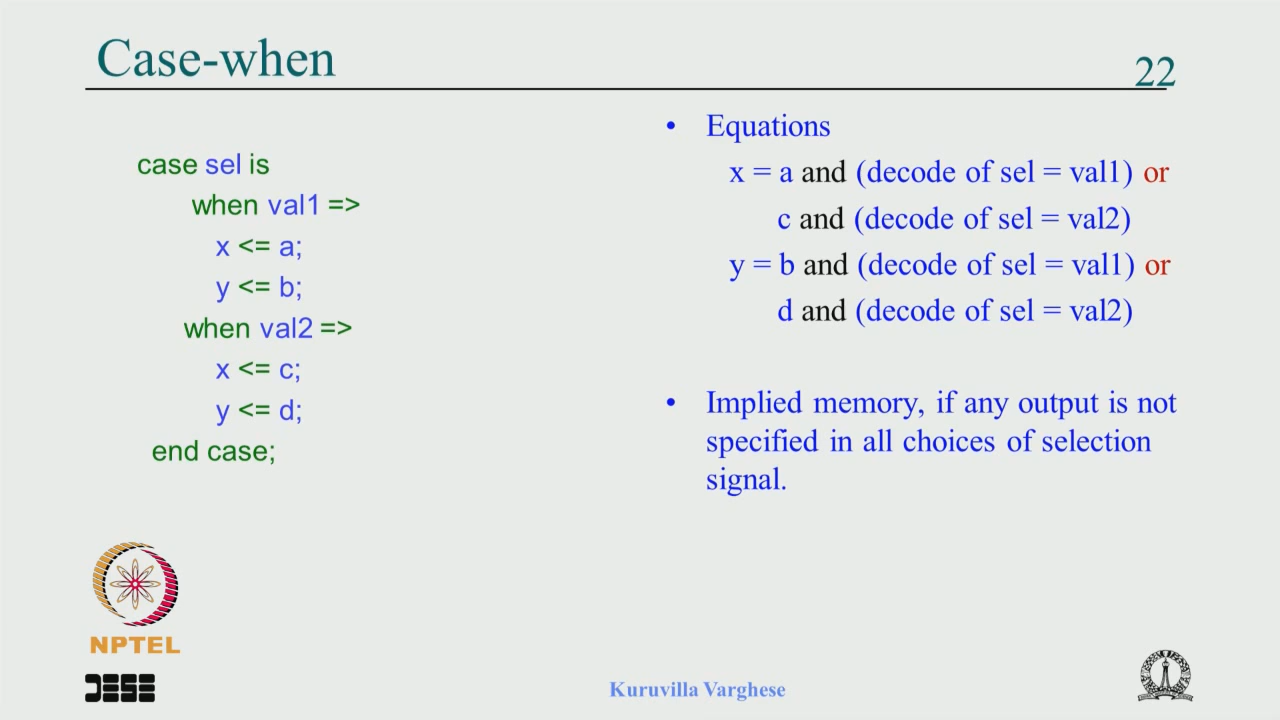 Case-when
22
case sel is
when val1 =>
x <= a;
y <= b;
when val2 =>
x <= c;
y <= d;
end case;
• Equations
x = a and (decode of sel = val1) or
c and (decode of sel = val2)
y = b and (decode of sel = val1) or
d and (decode of sel = val2)
• Implied memory, if any output is not
specified in all choices of selection
signal.
NPTEL
DESE
Kuruvilla Varghese